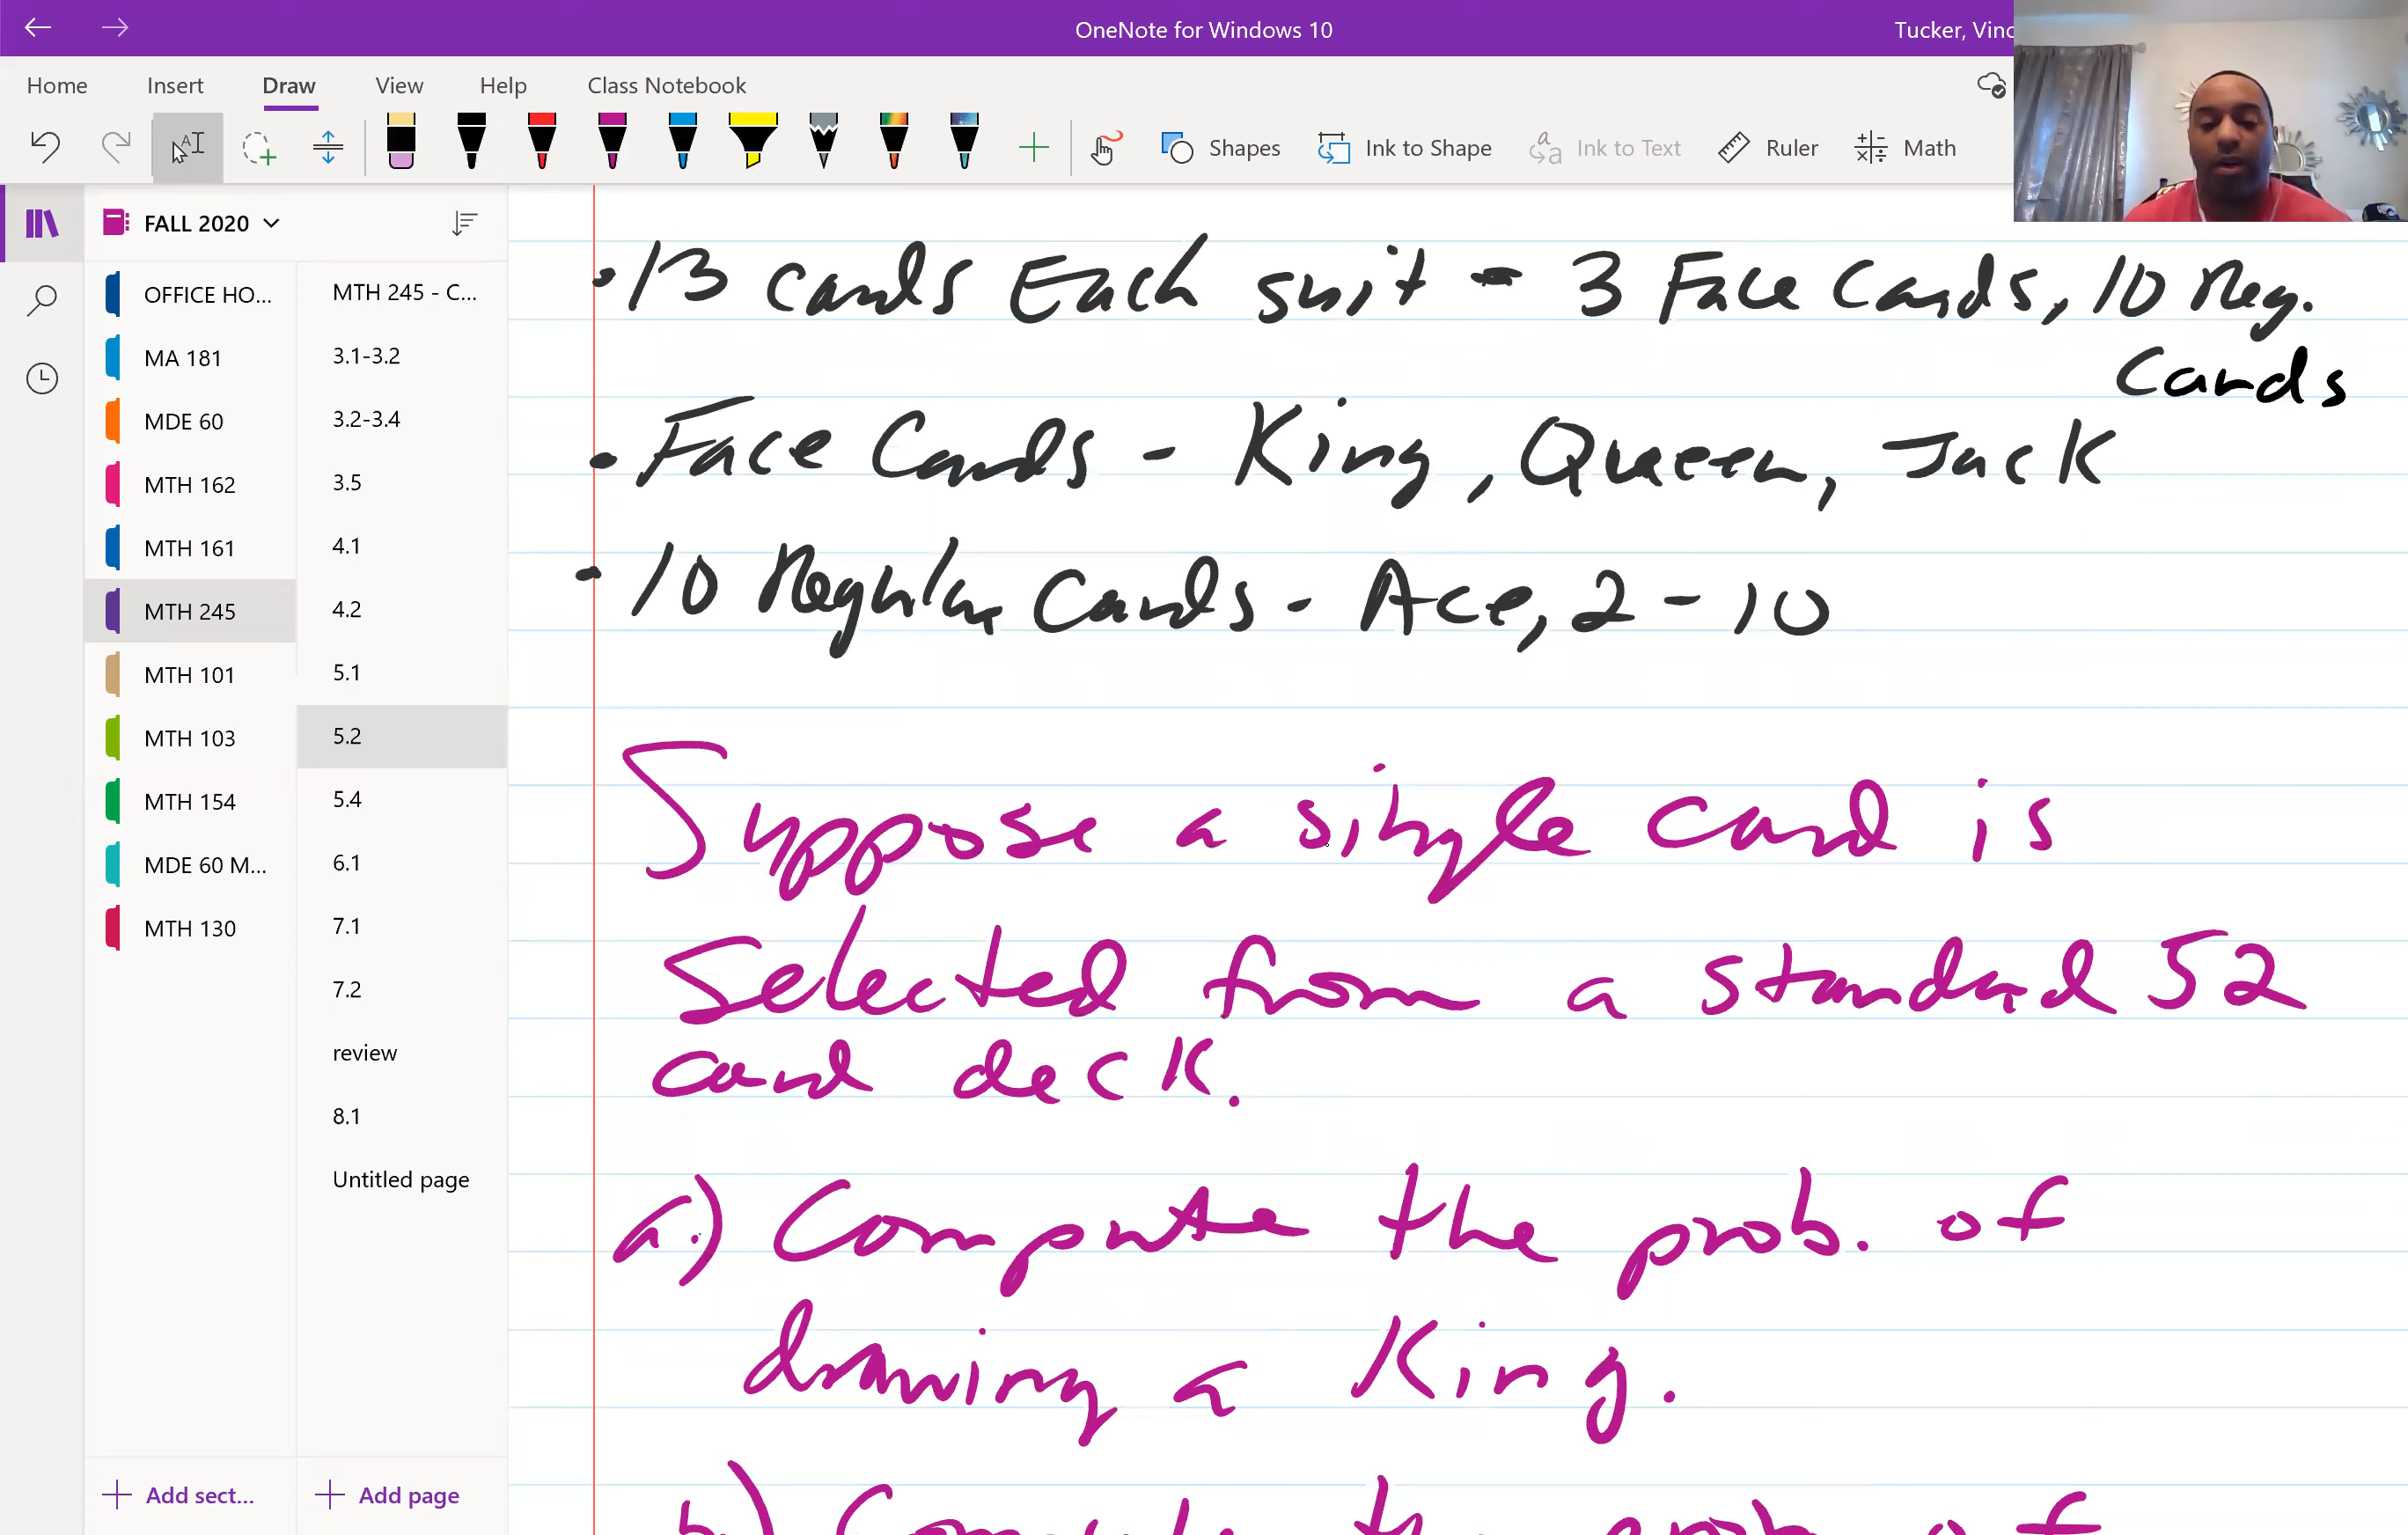 OneNote for Windows 10
Tucker, Vinc
Home Insert Draw View Help Class Notebook
Shapes Ink to Shape Ink to Text Ruler Math
FALL 2020
OFFICE HO...
MA 181
MDE 60
MTH 162
MTH 161
MTH 245
MTH 101
MTH 103
MTH 154
MDE 60 M...
MTH 130
Add sect...
MTH 245 - C...
3.1-3.2
3.2-3.4
3.5
4.1
4.2
5.1
5.2
5.4
6.1
7.1
7.2
review
8.1
Untitled page
Add page
• 13 cards Each suit - 3 Face Cards, 10 Reg.
Cards
• Face Cards - King, Queen, Jack
• 10 Regular Cards - Ace, 2 - 10
Suppose a single card is
Selected from a standard 52
card deck.
a.) Compute the prob. of
drawing a King.
b.) Compute the prob. of